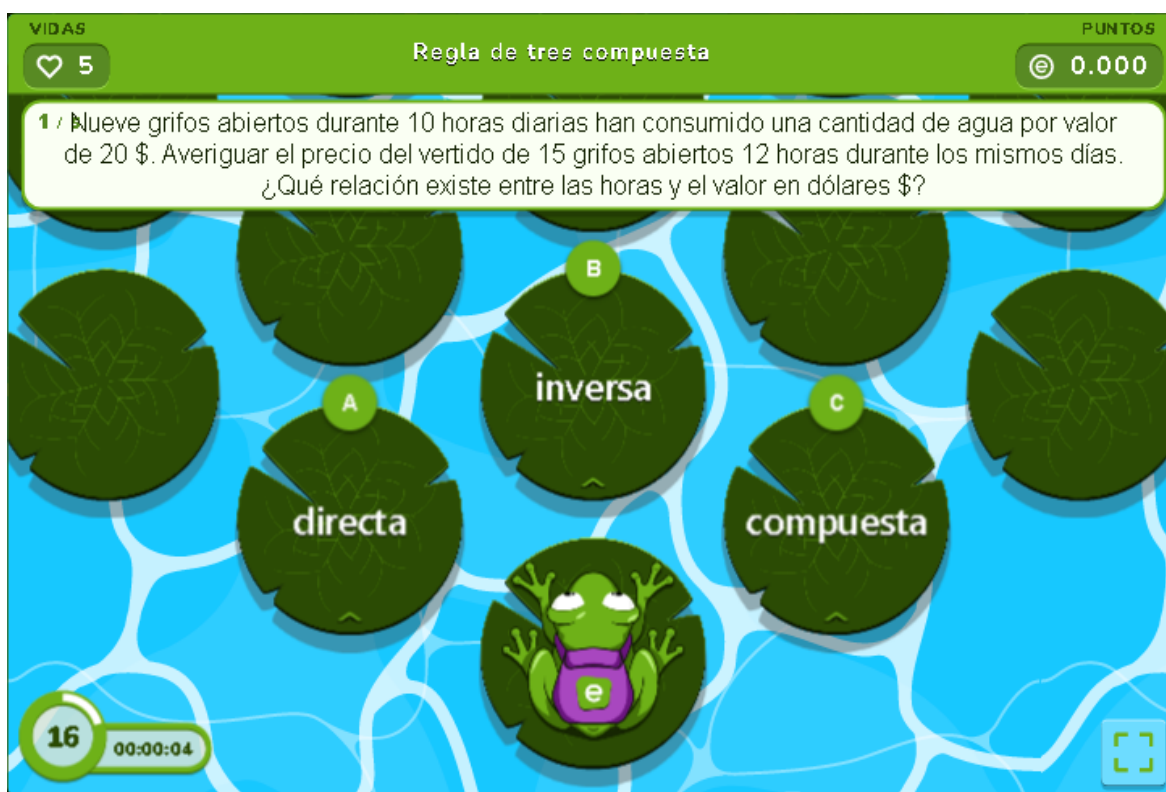 VIDAS
5
Regla de tres compuesta
PUNTOS
0.000
1 /
Nueve grifos abiertos durante 10 horas diarias han consumido una cantidad de agua por valor
de 20 $. Averiguar el precio del vertido de 15 grifos abiertos 12 horas durante los mismos días.
¿Qué relación existe entre las horas y el valor en dólares $?
B
inversa
A
directa
C
compuesta
e
16
00:00:04